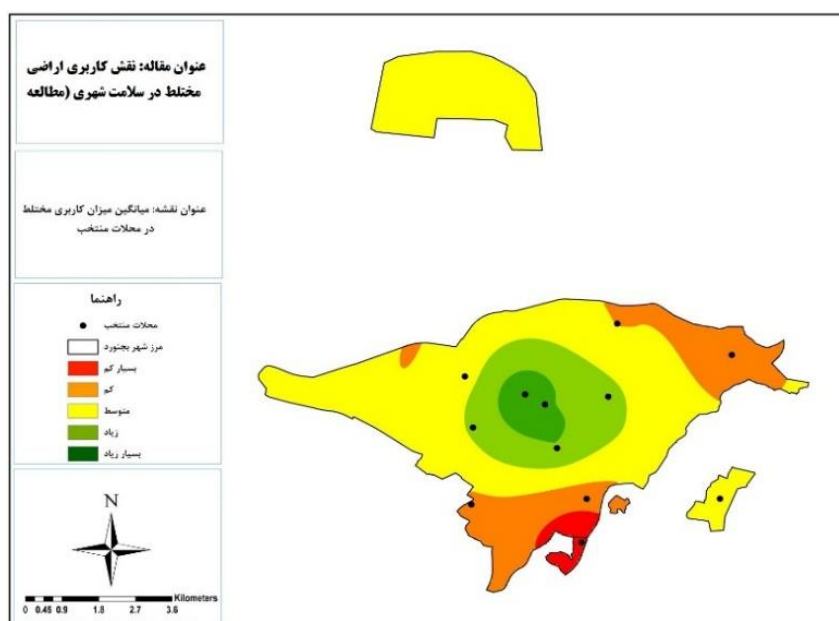 عنوان مقاله: نقش کاربری اراضی
مختلط در سلامت شهری (مطالعه
عنوان نقشه: میانگین میزان کاربری مختلط
در محلات منتخب
راهنما
محلات منتخب
مرز شهر بجنورد
بسیار کم
کم
متوسط
زیاد
بسیار زیاد
N
Kilometers
0 0.45 0.9 1.8 2.7 3.6